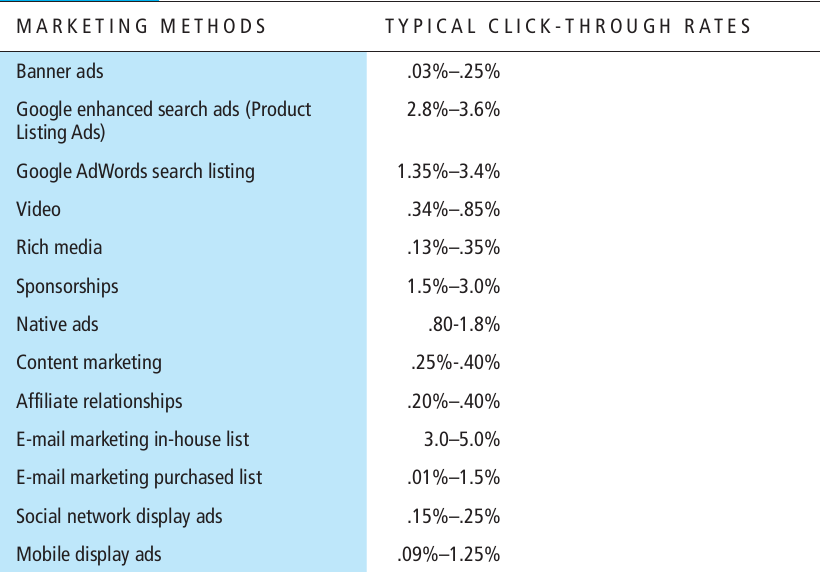 MARKETING METHODS TYPICAL CLICK-THROUGH RATES
Banner ads .03%–.25%
Google enhanced search ads (Product 2.8%–3.6%
Listing Ads)
Google AdWords search listing 1.35%–3.4%
Video .34%–.85%
Rich media .13%–.35%
Sponsorships 1.5%–3.0%
Native ads .80-1.8%
Content marketing .25%-.40%
Affiliate relationships .20%–.40%
E-mail marketing in-house list 3.0–5.0%
E-mail marketing purchased list .01%–1.5%
Social network display ads .15%–.25%
Mobile display ads .09%–1.25%